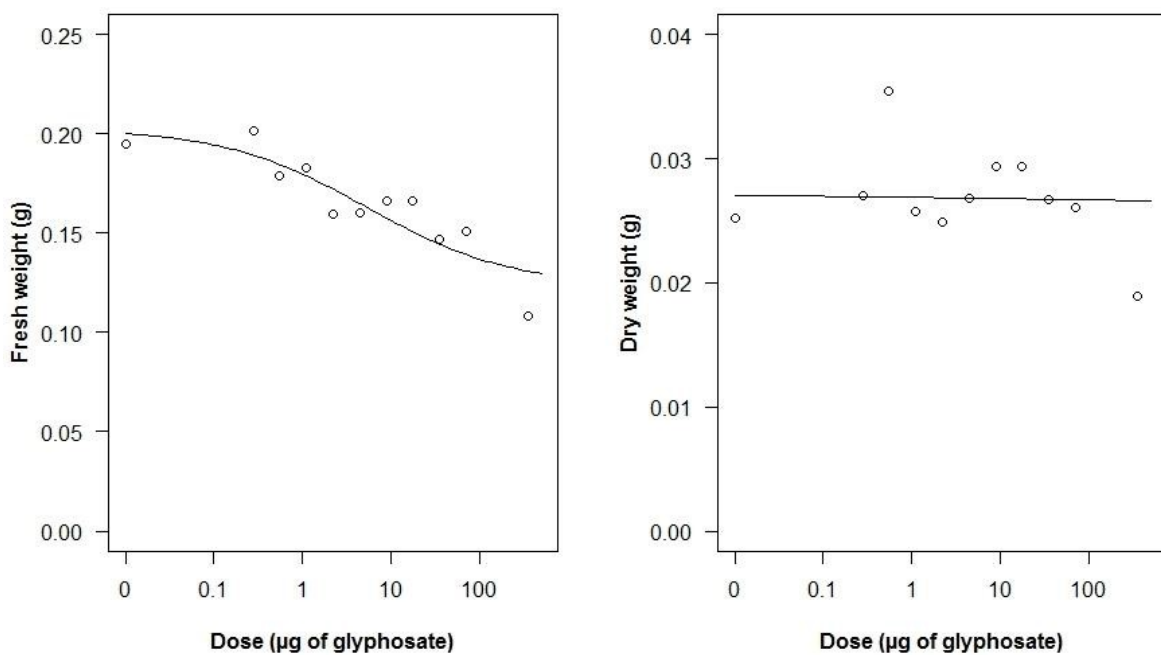 Fresh weight (g)
0.25
0.20
0.15
0.10
0.05
0.00
0 0.1 1 10 100
Dose (µg of glyphosate)
Dry weight (g)
0.04
0.03
0.02
0.01
0.00
0 0.1 1 10 100
Dose (µg of glyphosate)